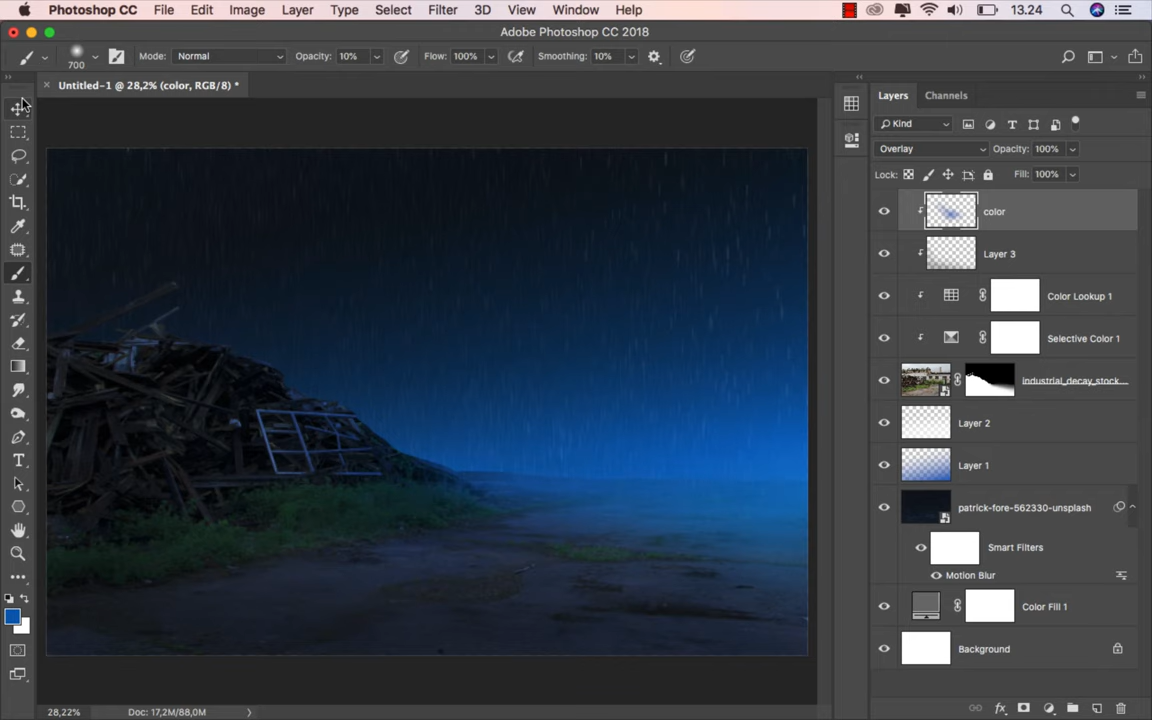 Photoshop CC File Edit Image Layer Type Select Filter 3D View Window Help 13.24
Adobe Photoshop CC 2018
700 Mode: Normal Opacity: 10% Flow: 100% Smoothing: 10%
Untitled-1 @ 28,2% (color, RGB/8) *
Layers Channels
Kind
Overlay Opacity: 100%
Lock: Fill: 100%
color
Layer 3
Color Lookup 1
Selective Color 1
industrial_decay_stock...
Layer 2
Layer 1
patrick-fore-562330-unsplash
Smart Filters
Motion Blur
Color Fill 1
Background
28,22% Doc: 17,2M/88,0M